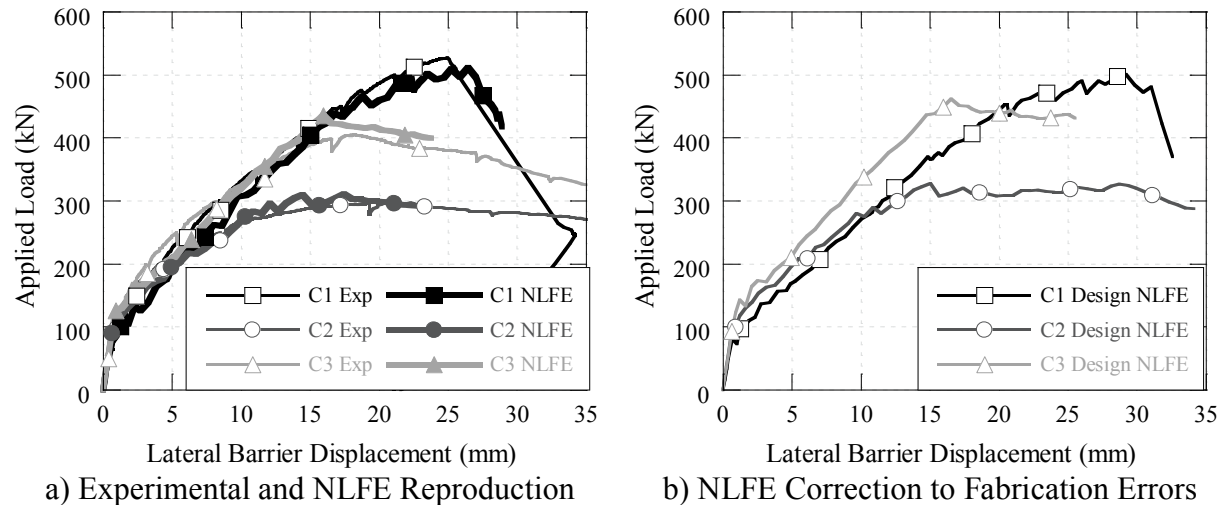 600
500
400
300
200
100
0
Applied Load (kN)
C1 Exp
C1 NLFE
C2 Exp
C2 NLFE
C3 Exp
C3 NLFE
0 5 10 15 20 25 30 35
Lateral Barrier Displacement (mm)
a) Experimental and NLFE Reproduction
600
500
400
300
200
100
0
Applied Load (kN)
C1 Design NLFE
C2 Design NLFE
C3 Design NLFE
0 5 10 15 20 25 30 35
Lateral Barrier Displacement (mm)
b) NLFE Correction to Fabrication Errors